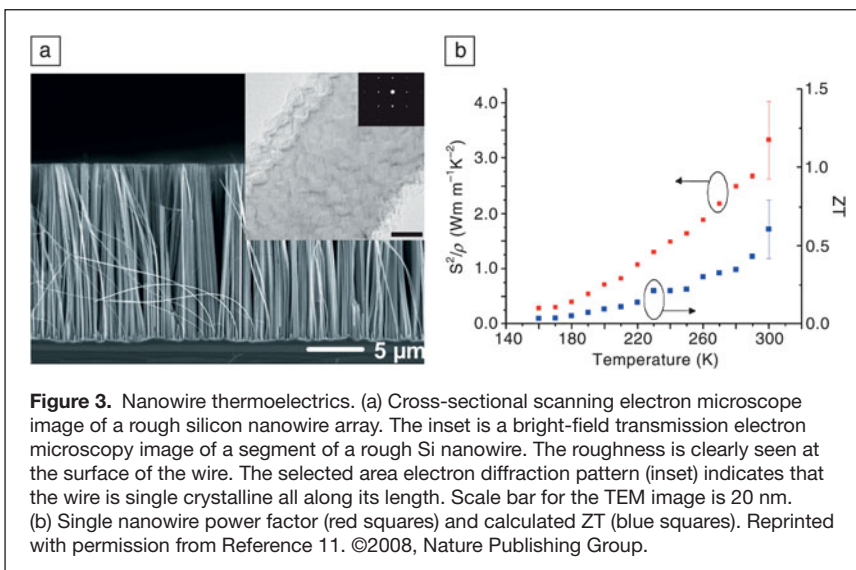 a
b
5 µm
4.0
3.0
2.0
1.0
0.0
S²/ρ (Wm m⁻¹K⁻²)
1.5
1.0
0.5
0.0
ZT
140 180 220 260 300
Temperature (K)
Figure 3. Nanowire thermoelectrics. (a) Cross-sectional scanning electron microscope
image of a rough silicon nanowire array. The inset is a bright-field transmission electron
microscopy image of a segment of a rough Si nanowire. The roughness is clearly seen at
the surface of the wire. The selected area electron diffraction pattern (inset) indicates that
the wire is single crystalline all along its length. Scale bar for the TEM image is 20 nm.
(b) Single nanowire power factor (red squares) and calculated ZT (blue squares). Reprinted
with permission from Reference 11. ©2008, Nature Publishing Group.